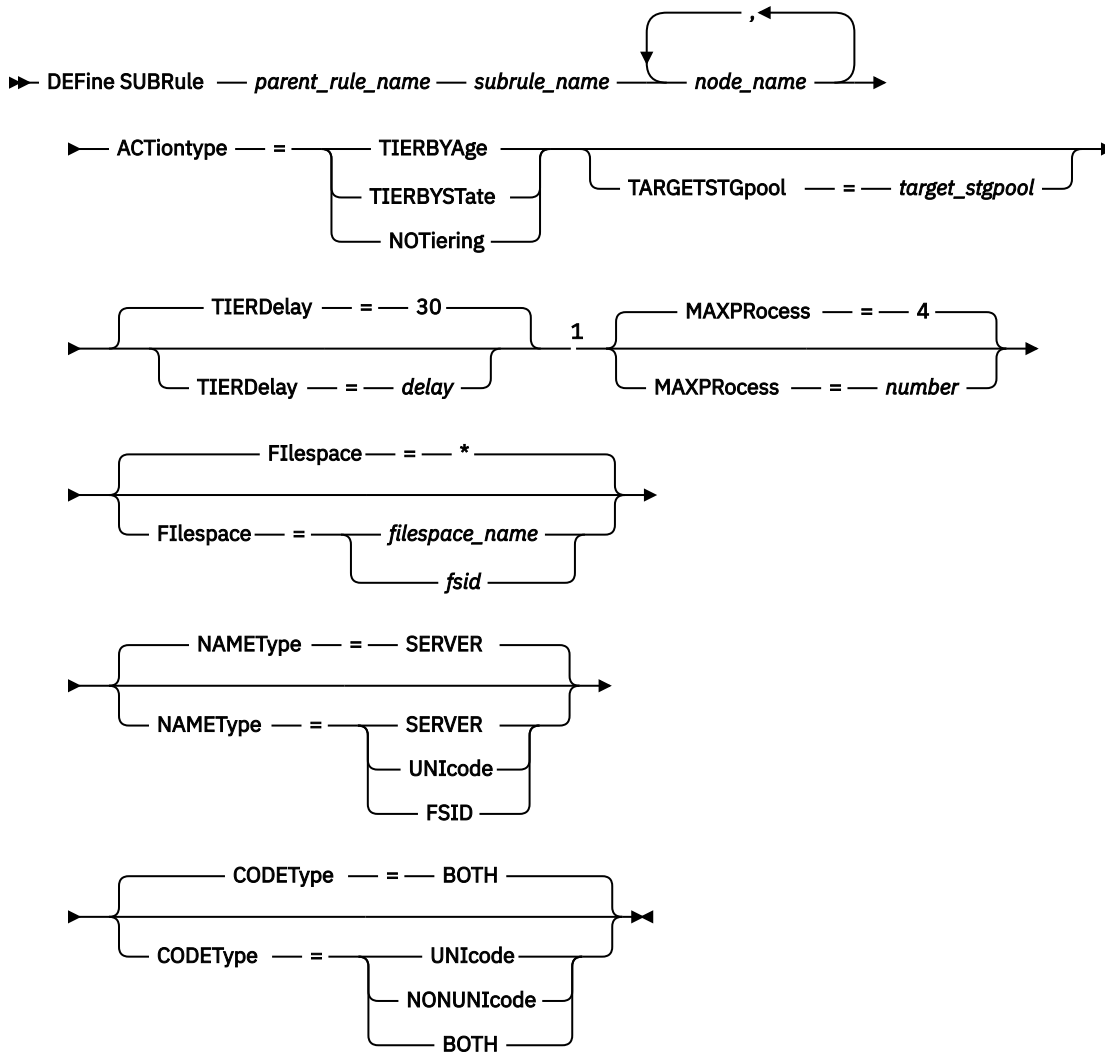 ,
DEFine SUBRule parent_rule_name subrule_name node_name
ACTiontype = TIERBYAge
TIERBYSTate
NOTiering
TARGETSTGpool = target_stgpool
TIERDelay = 30
TIERDelay = delay
1
MAXPRocess = 4
MAXPRocess = number
FIlespace = *
FIlespace = filespace_name
fsid
NAMEType = SERVER
NAMEType = SERVER
UNIcode
FSID
CODEType = BOTH
CODEType = UNIcode
NONUNIcode
BOTH